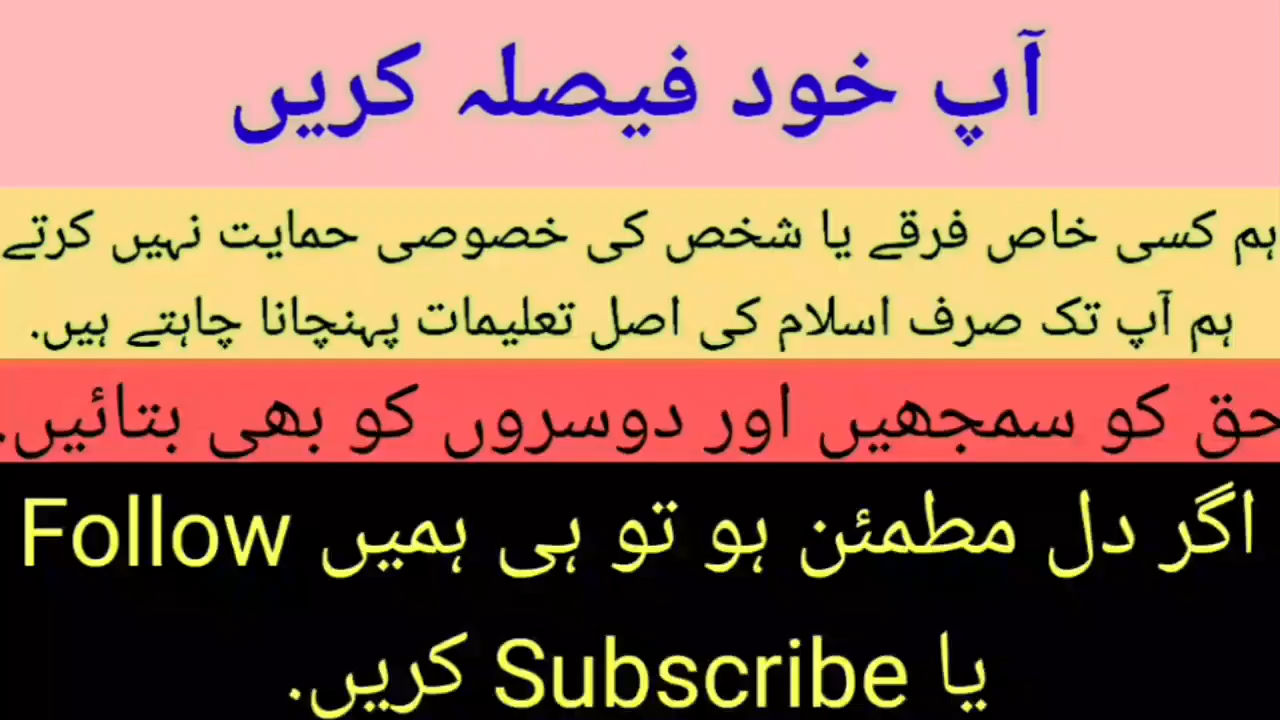 آپ خود فیصلہ کریں
ہم کسی خاص فرقے یا شخص کی خصوصی حمایت نہیں کرتے
ہم آپ تک صرف اسلام کی اصل تعلیمات پہنچانا چاہتے ہیں.
حق کو سمجھیں اور دوسروں کو بھی بتائیں.
اگر دل مطمئن ہو تو ہی ہمیں Follow
یا Subscribe کریں.